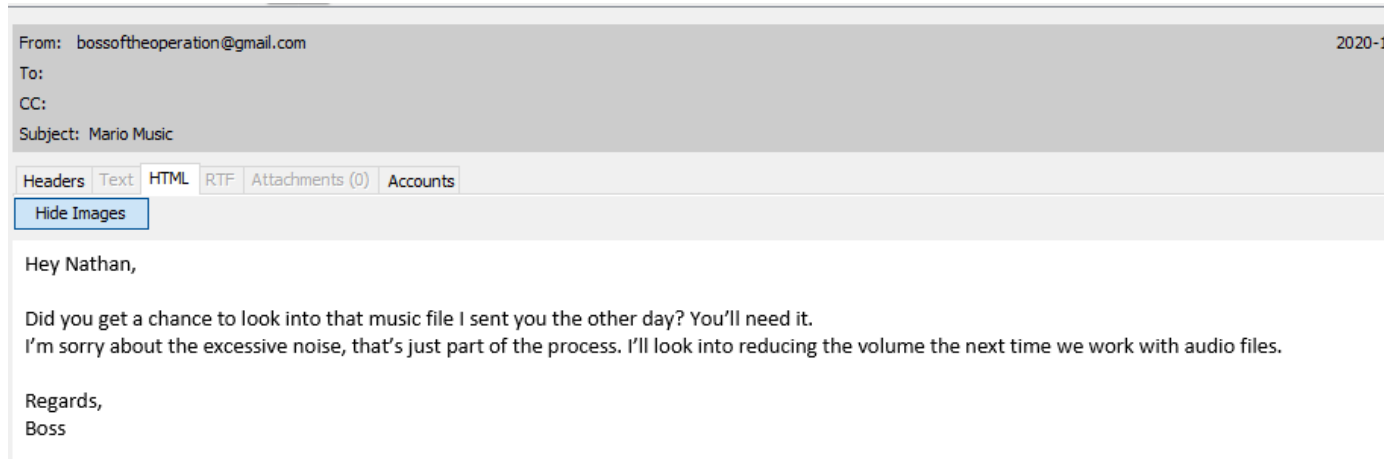 From: bossoftheoperation@gmail.com 2020-1
To:
CC:
Subject: Mario Music
Headers Text HTML RTF Attachments (0) Accounts
Hide Images
Hey Nathan,
Did you get a chance to look into that music file I sent you the other day? You’ll need it.
I’m sorry about the excessive noise, that’s just part of the process. I’ll look into reducing the volume the next time we work with audio files.
Regards,
Boss